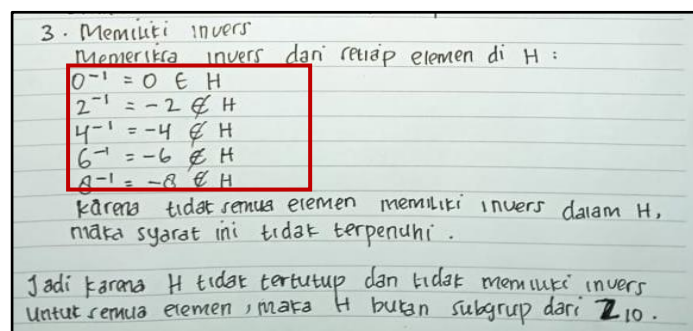 3. Memiliki invers
Memeriksa invers dari setiap elemen di H :
0⁻¹ = 0 ∈ H
2⁻¹ = -2 ∉ H
4⁻¹ = -4 ∉ H
6⁻¹ = -6 ∉ H
8⁻¹ = -8 ∉ H
karena tidak semua elemen memiliki invers dalam H,
maka syarat ini tidak terpenuhi.
Jadi karena H tidak tertutup dan tidak memiliki invers
Untuk semua elemen, maka H bukan subgrup dari Z₁₀.